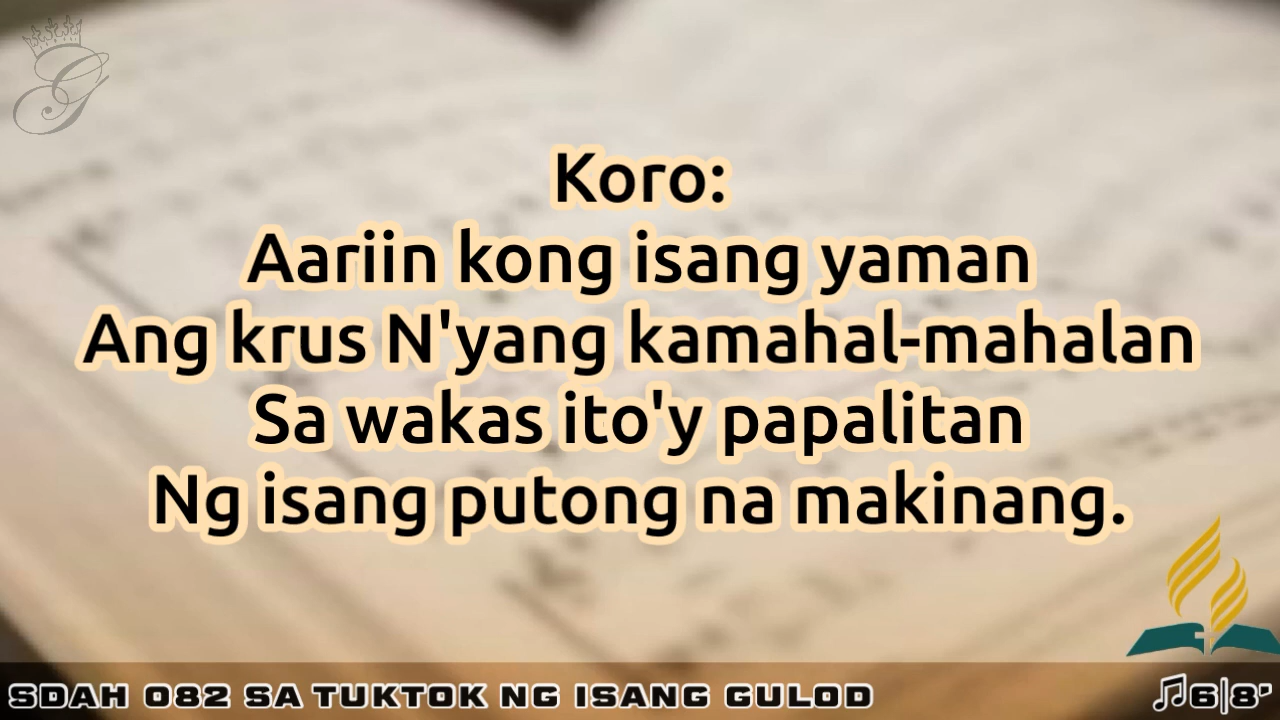 G
Koro:
Aariin kong isang yaman
Ang krus N'yang kamahal-mahalan
Sa wakas ito'y papalitan
Ng isang putong na makinang.
SDAH 082 SA TUKTOK NG ISANG GULOD
🎵6|8'